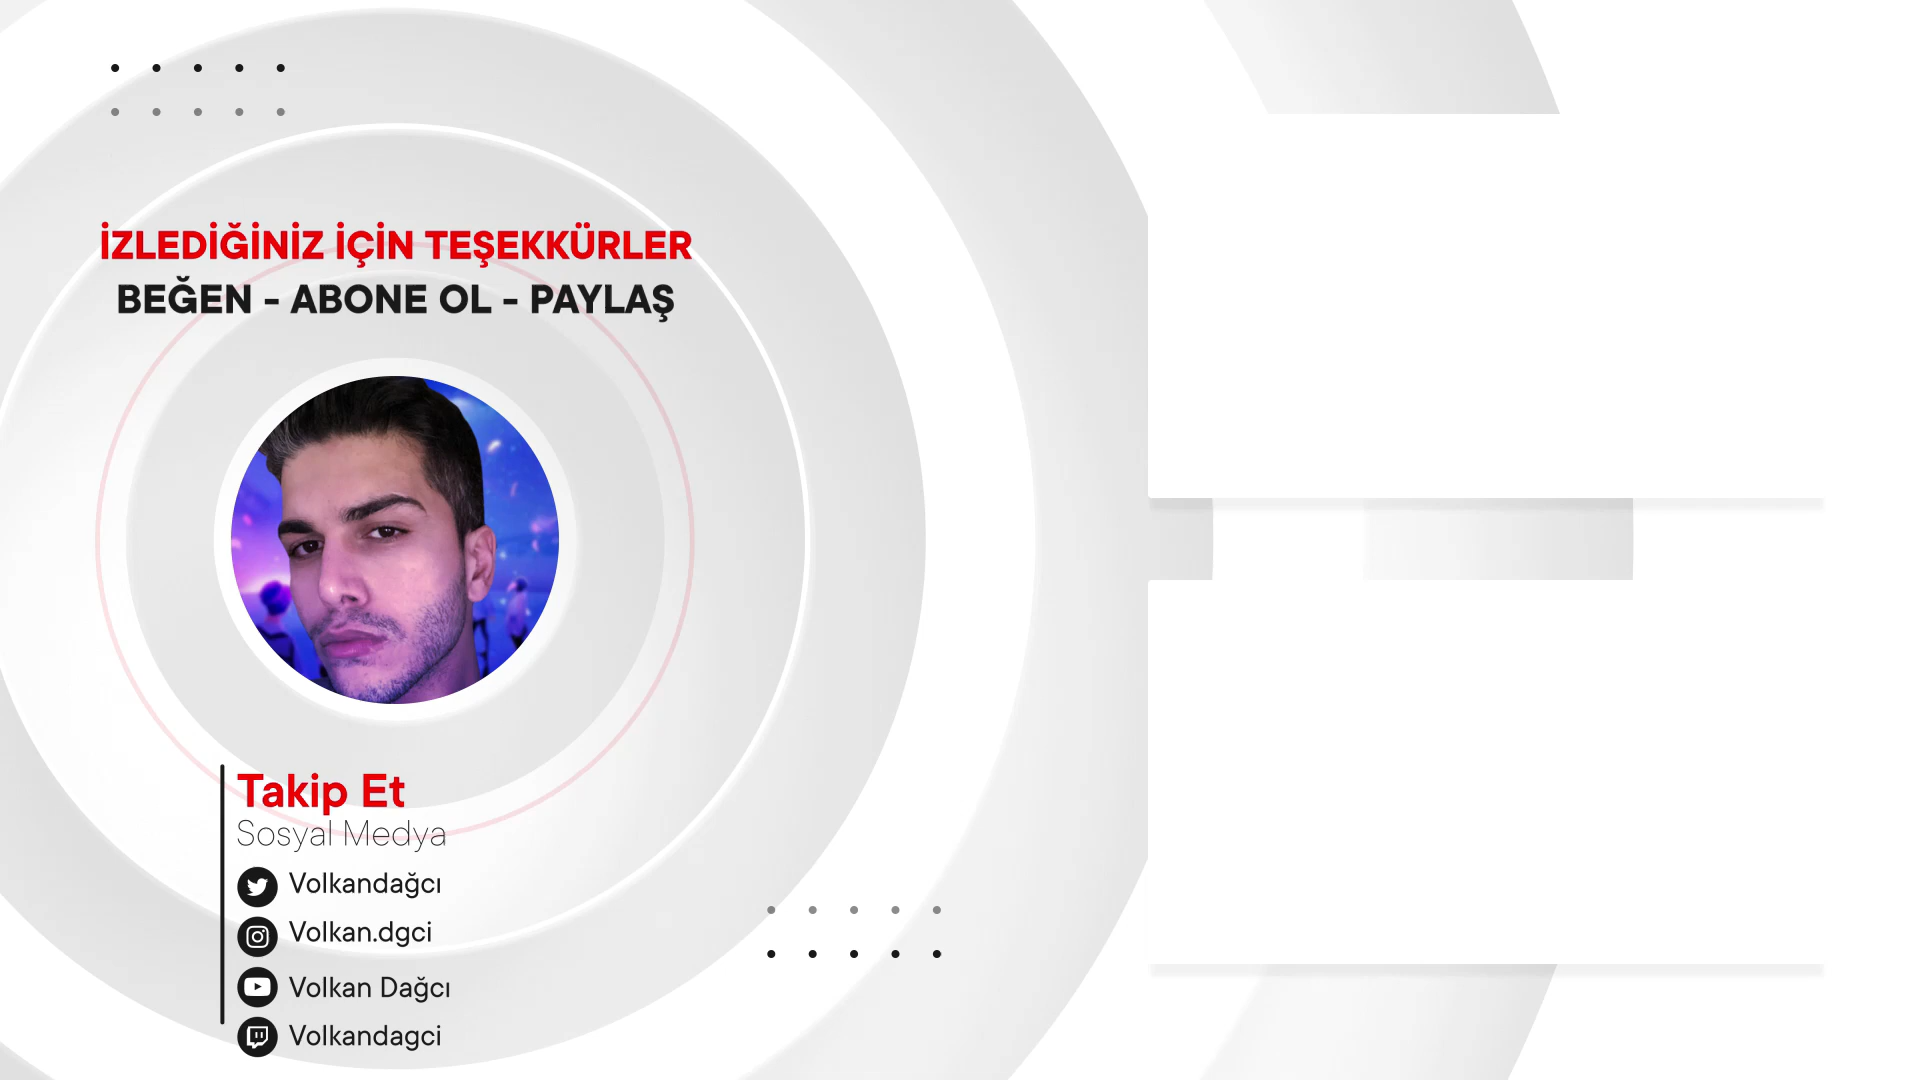 İZLEDİĞİNİZ İÇİN TEŞEKKÜRLER
BEĞEN - ABONE OL - PAYLAŞ
Takip Et
Sosyal Medya
Volkandağcı
Volkan.dgci
Volkan Dağcı
Volkandagci